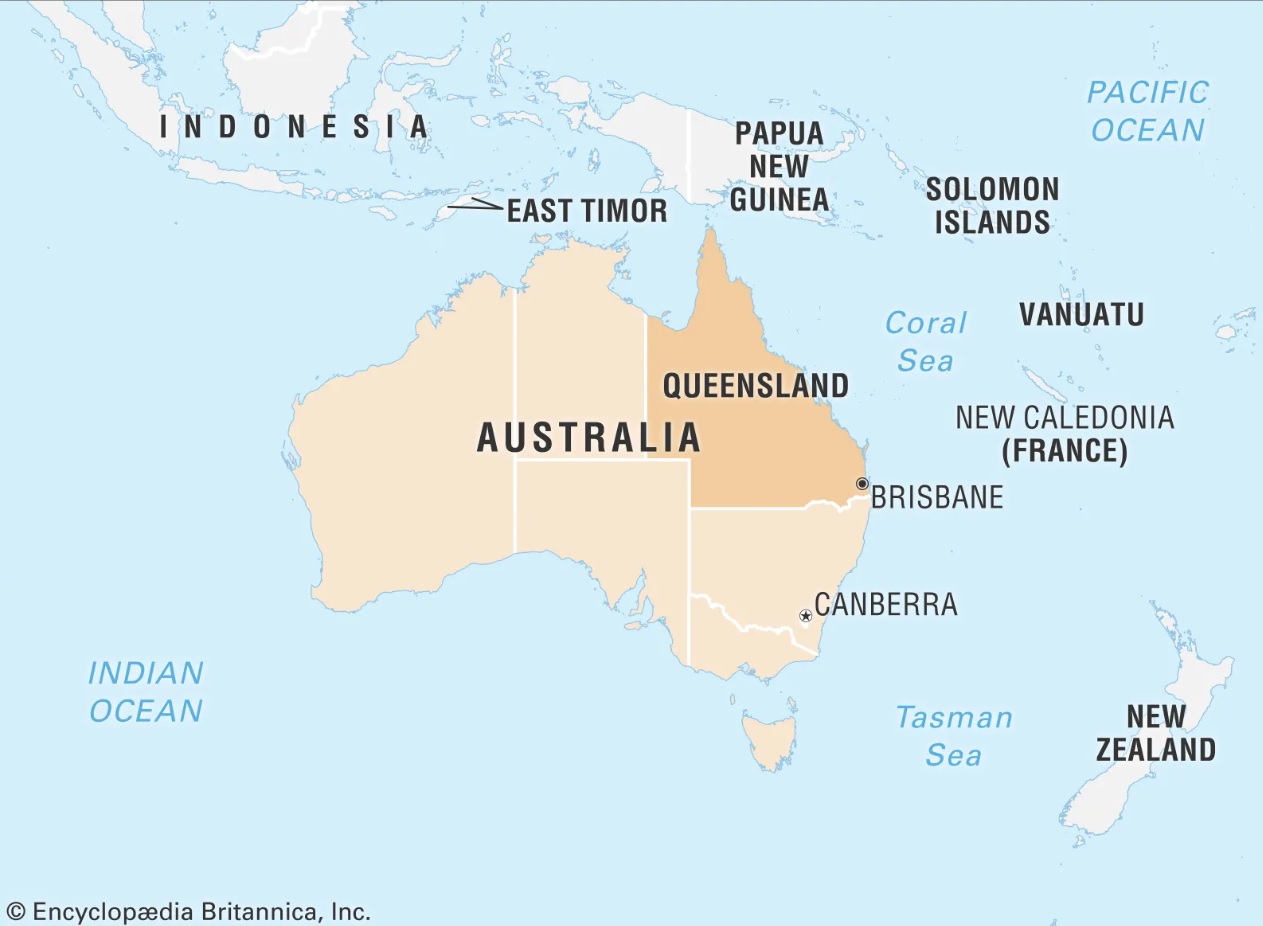 PACIFIC
OCEAN
INDONESIA
PAPUA
NEW
GUINEA
SOLOMON
ISLANDS
EAST TIMOR
Coral
Sea
VANUATU
QUEENSLAND
AUSTRALIA
NEW CALEDONIA
(FRANCE)
BRISBANE
CANBERRA
INDIAN
OCEAN
Tasman
Sea
NEW
ZEALAND
© Encyclopædia Britannica, Inc.